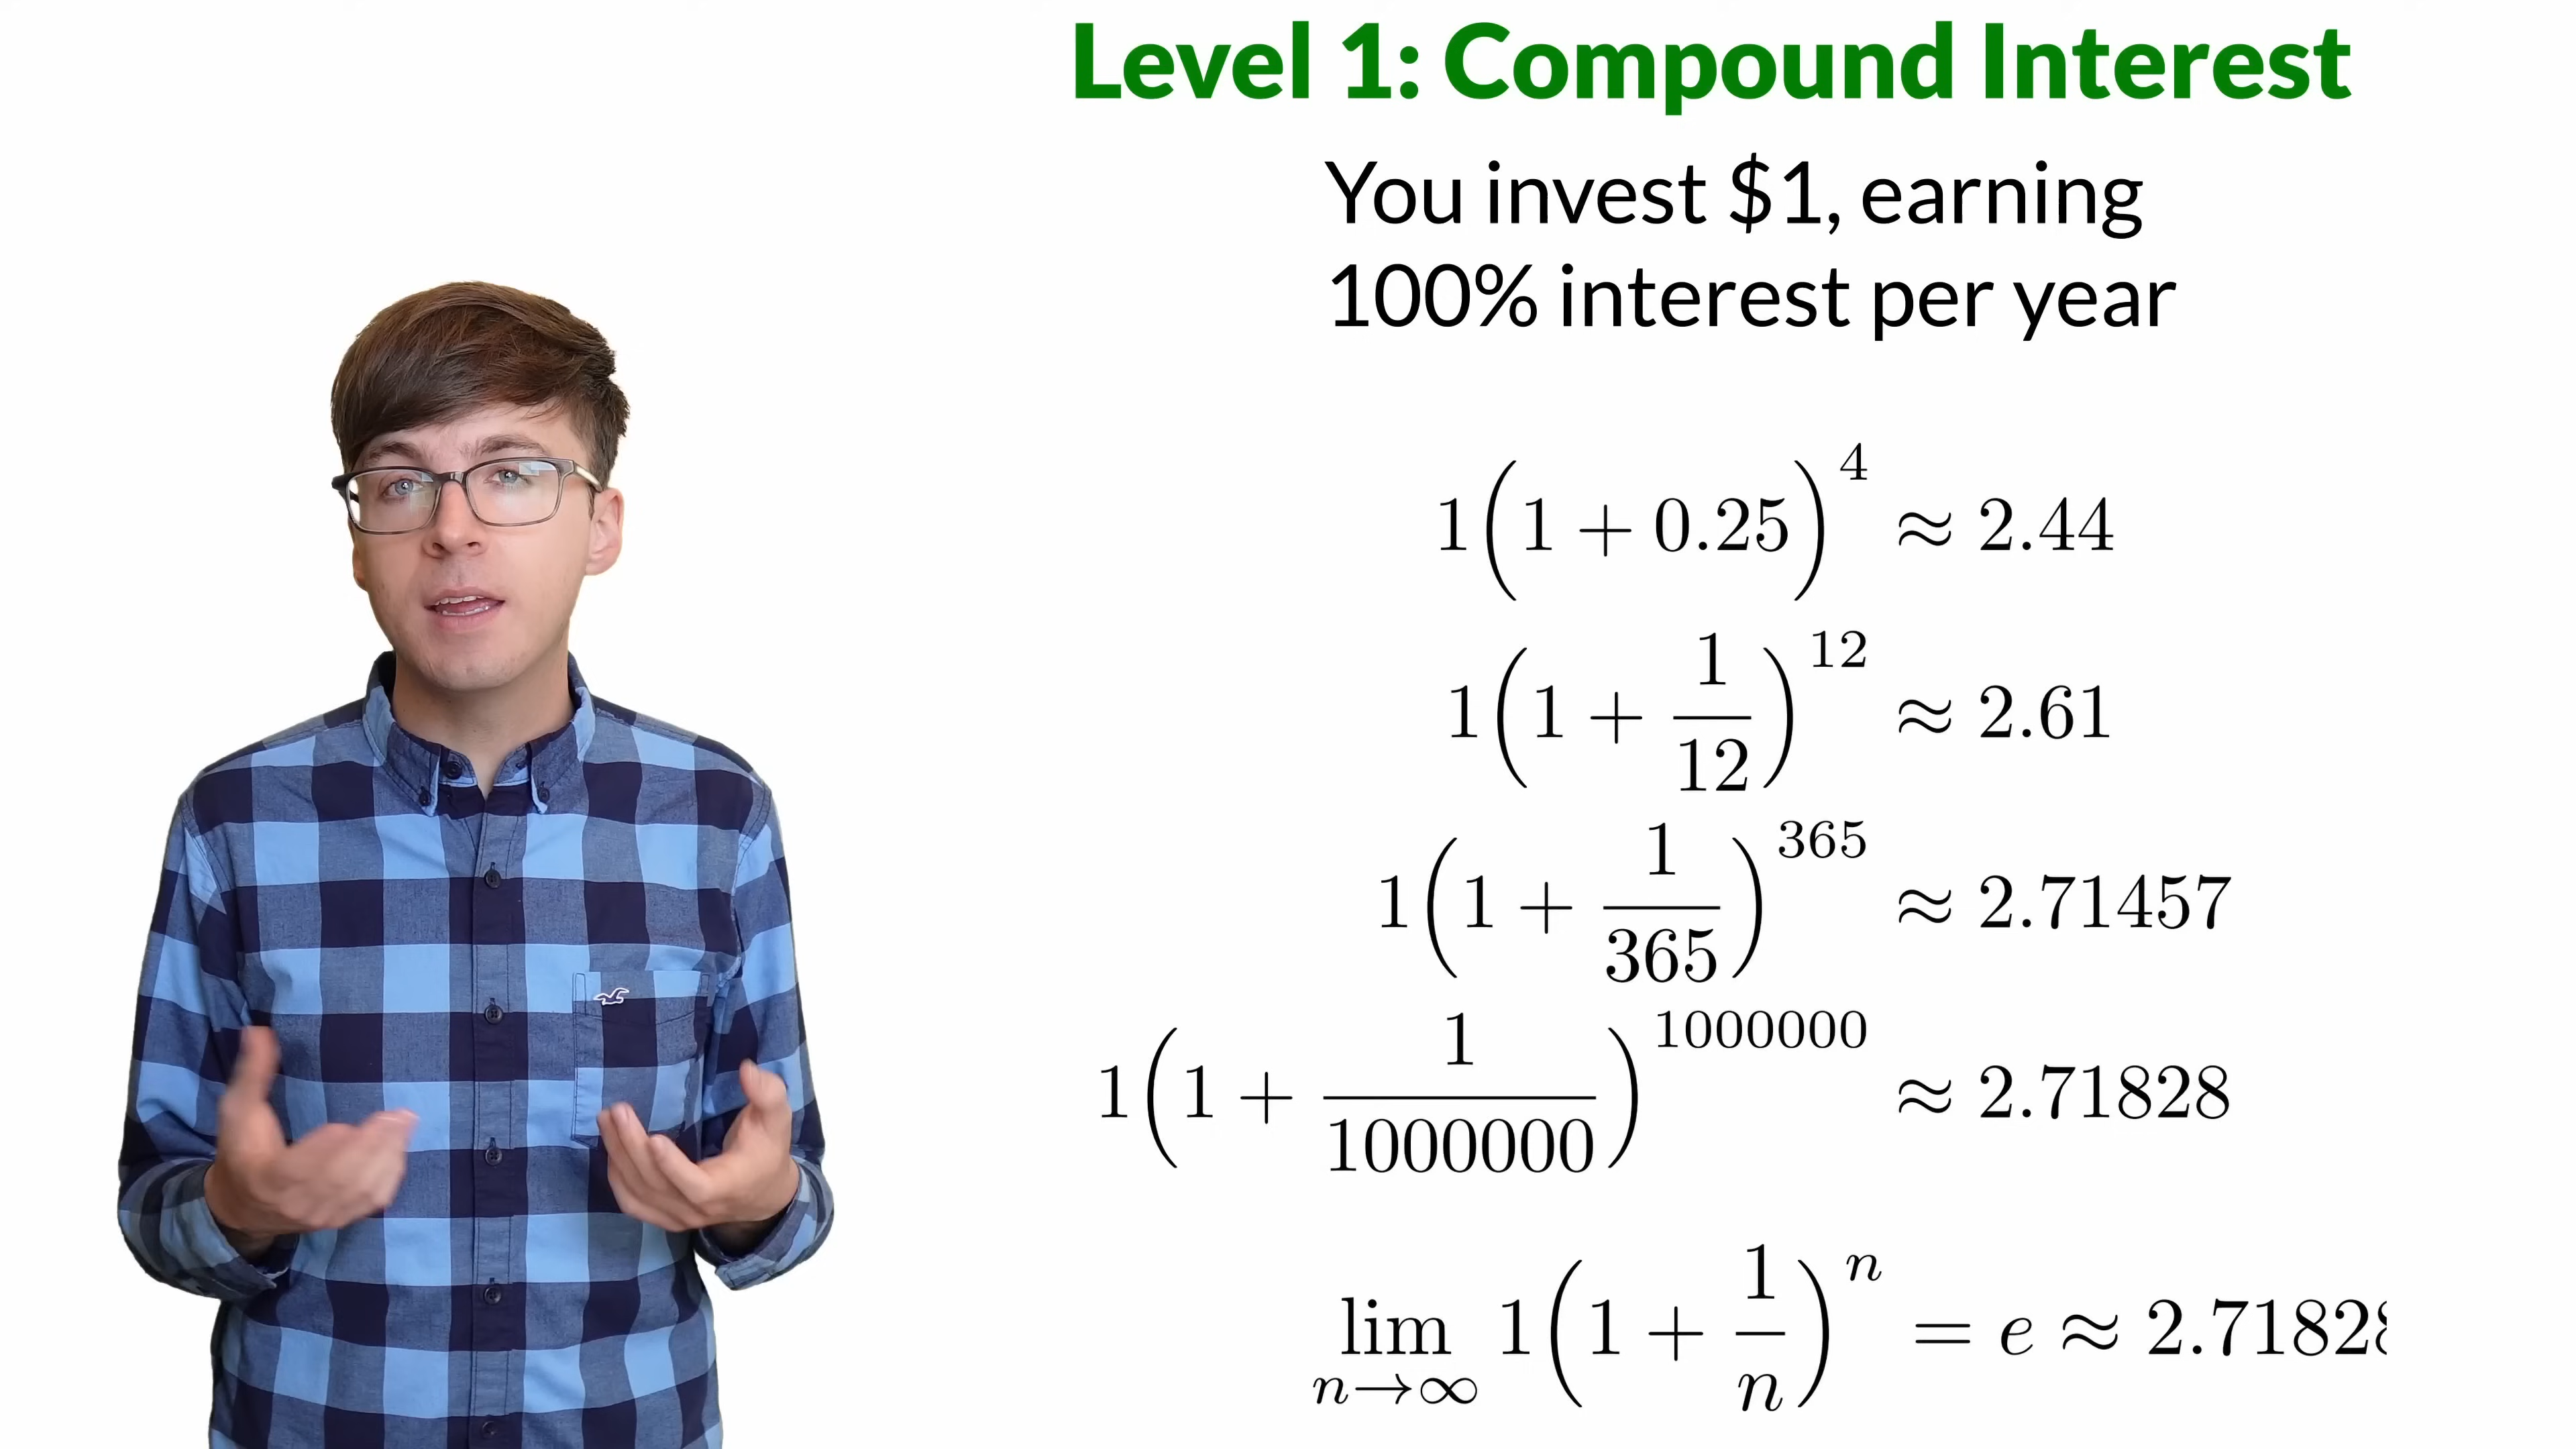 Level 1: Compound Interest
You invest $1, earning
100% interest per year
1(1 + 0.25)^4 ≈ 2.44
1(1 + 1/12)^12 ≈ 2.61
1(1 + 1/365)^365 ≈ 2.71457
1(1 + 1/1000000)^1000000 ≈ 2.71828
lim n→∞ 1(1 + 1/n)^n = e ≈ 2.71828